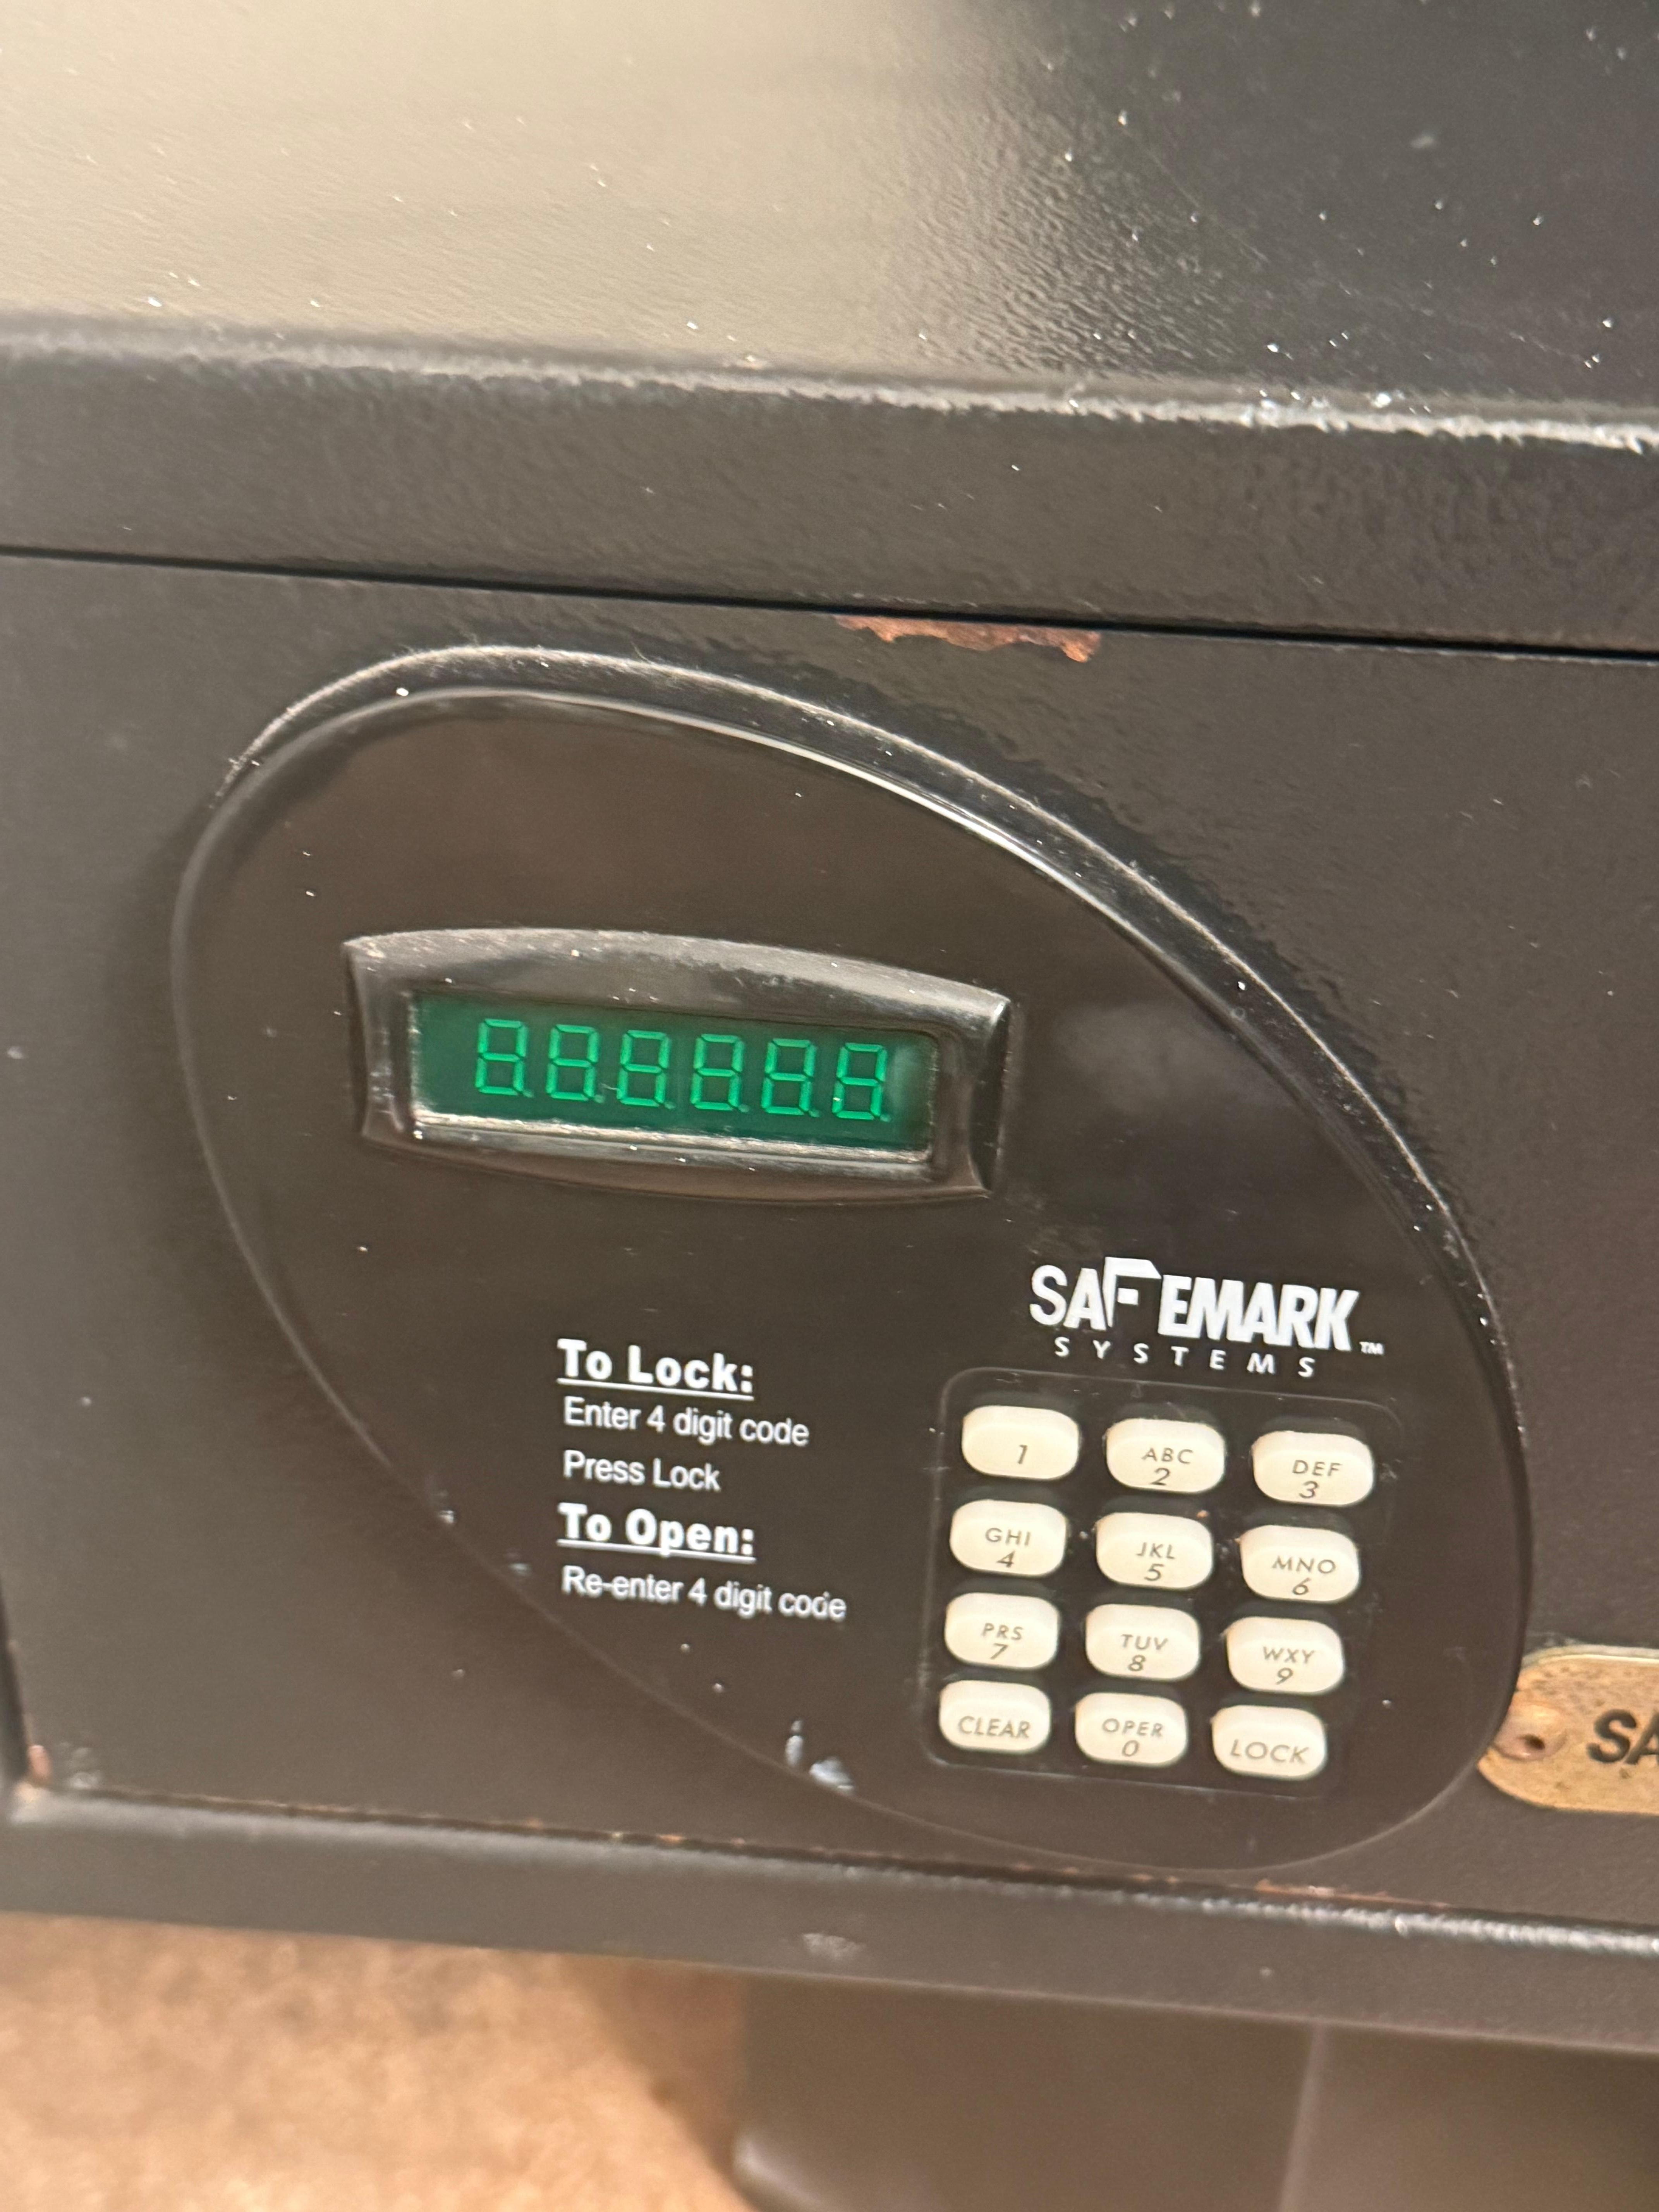 8.8.8.8.8.8.
SAFEMARK™
SYSTEMS
To Lock:
Enter 4 digit code
Press Lock
To Open:
Re-enter 4 digit code
1
ABC
2
DEF
3
GHI
4
JKL
5
MNO
6
PRS
7
TUV
8
WXY
9
CLEAR
OPER
0
LOCK